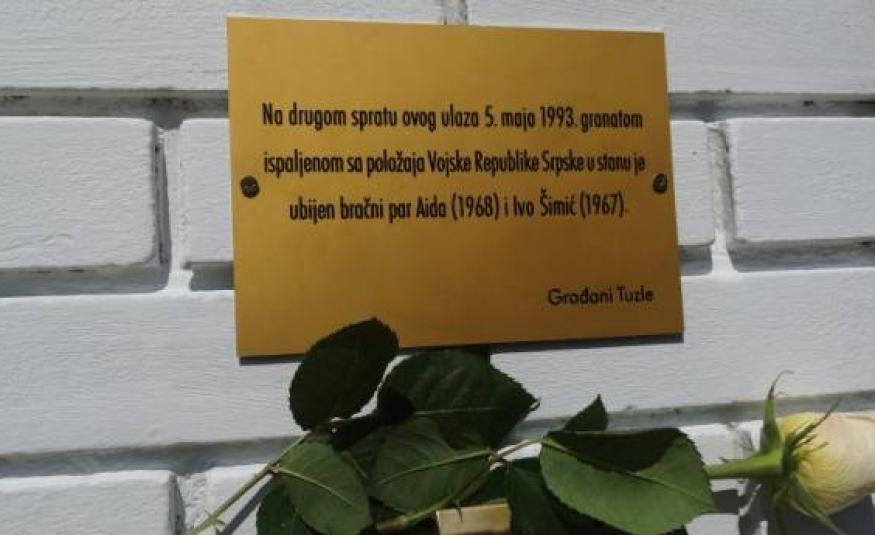 Na drugom spratu ovog ulaza 5. maja 1993. granatom
ispaljenom sa položaja Vojske Republike Srpske u stanu je
ubijen bračni par Aida (1968) i Ivo Šimić (1967).
Građani Tuzle